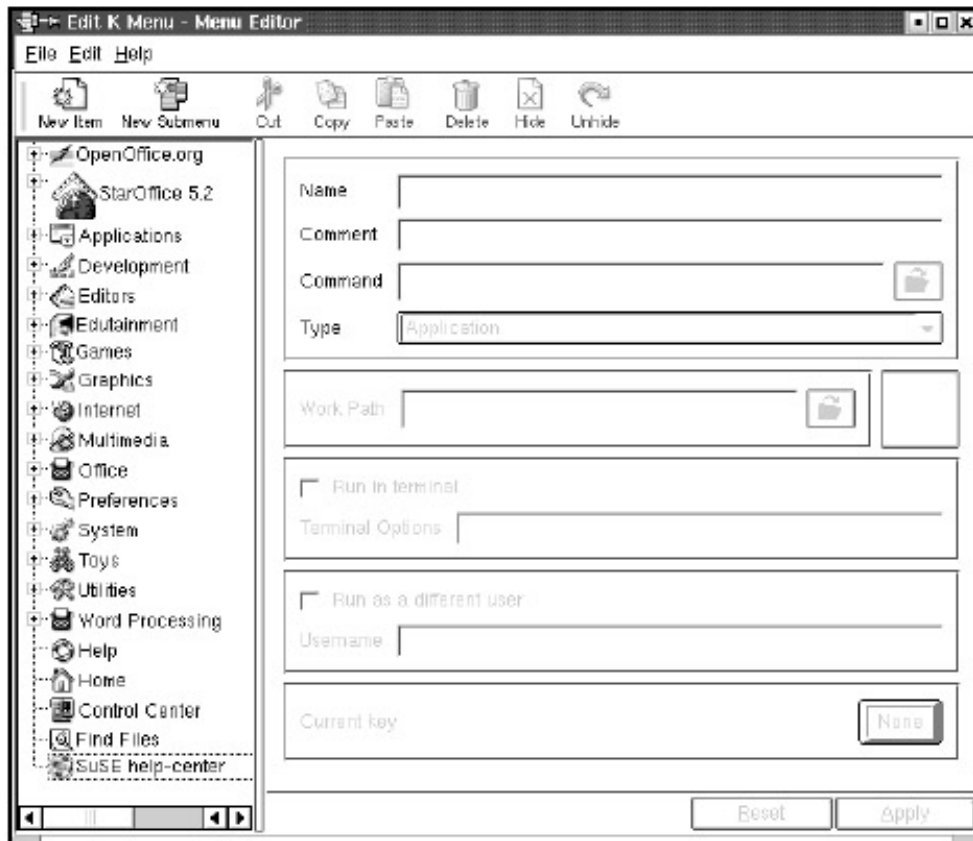 Edit K Menu - Menu Editor
File Edit Help
New Item New Submenu Cut Copy Paste Delete Hide Unhide
OpenOffice.org
StarOffice 5.2
Applications
Development
Editors
Edutainment
Games
Graphics
Internet
Multimedia
Office
Preferences
System
Toys
Utilities
Word Processing
Help
Home
Control Center
Find Files
SuSE help-center
Name
Comment
Command
Type Application
Work Path
Run in terminal
Terminal Options
Run as a different user
Username
Current key None
Reset Apply